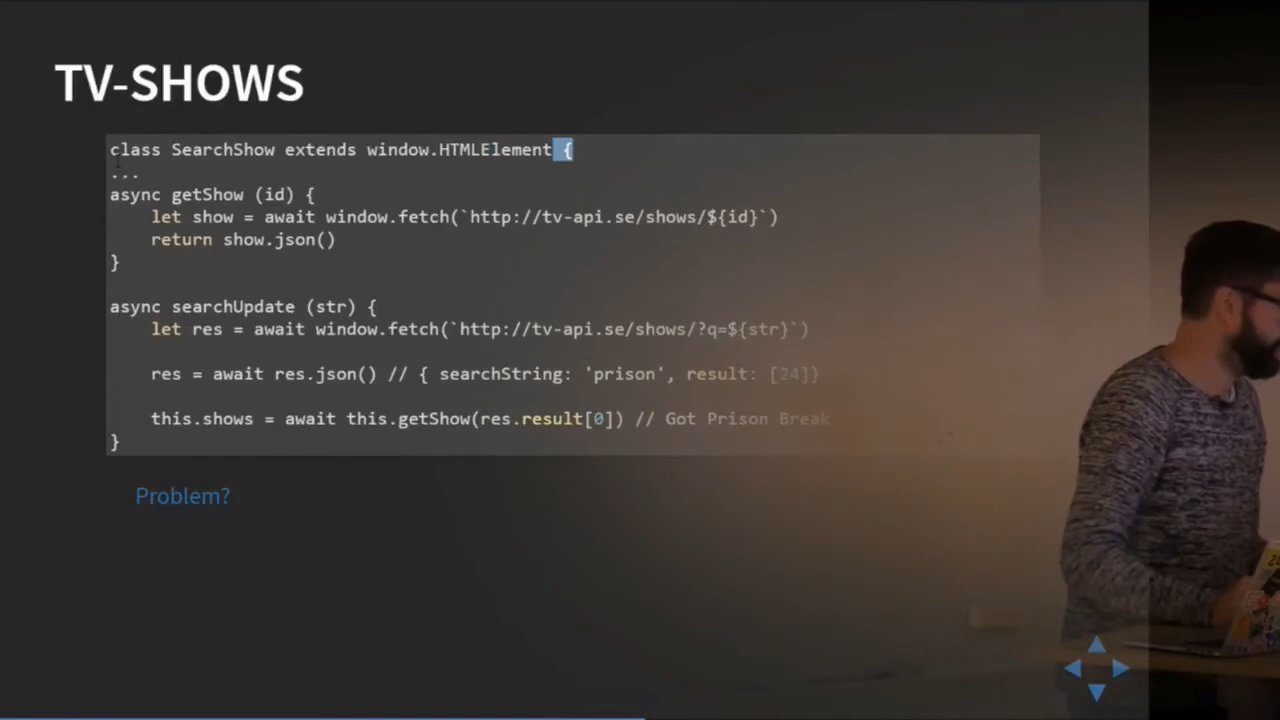 TV-SHOWS
class SearchShow extends window.HTMLElement {
...
async getShow (id) {
let show = await window.fetch(`http://tv-api.se/shows/${id}`)
return show.json()
}
async searchUpdate (str) {
let res = await window.fetch(`http://tv-api.se/shows/?q=${str}`)
res = await res.json() // { searchString: 'prison', result: [24]}
this.shows = await this.getShow(res.result[0]) // Got Prison Break
}
Problem?